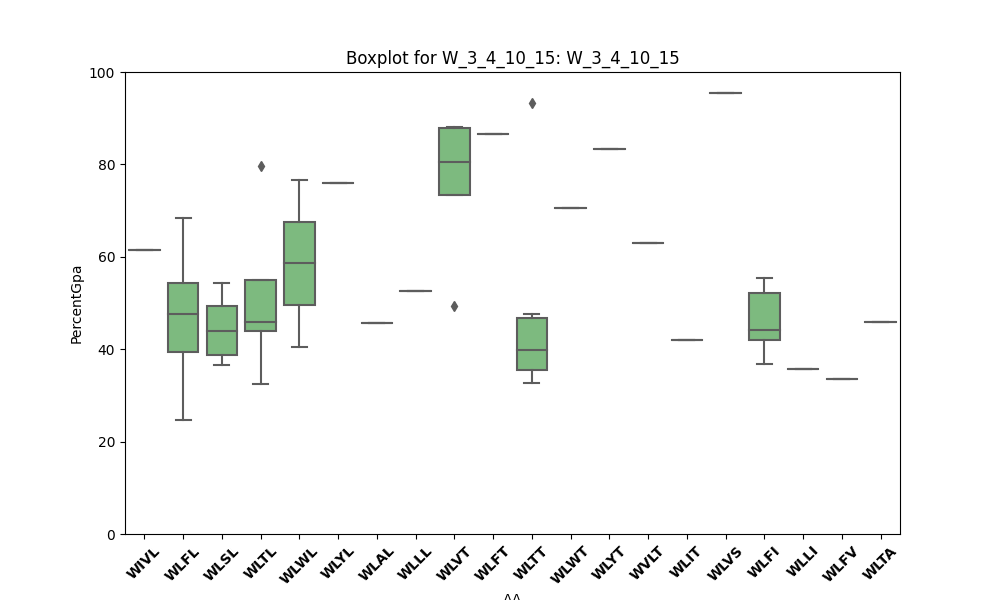 Boxplot for W_3_4_10_15: W_3_4_10_15
PercentGpa
100
80
60
40
20
0
WIVL WLFL WLSL WLTL WLWL WLYL WLAL WLLL WLVT WLFT WLTT WLWT WLYT WVLT WLIT WLVS WLFI WLLI WLFV WLTA
AA